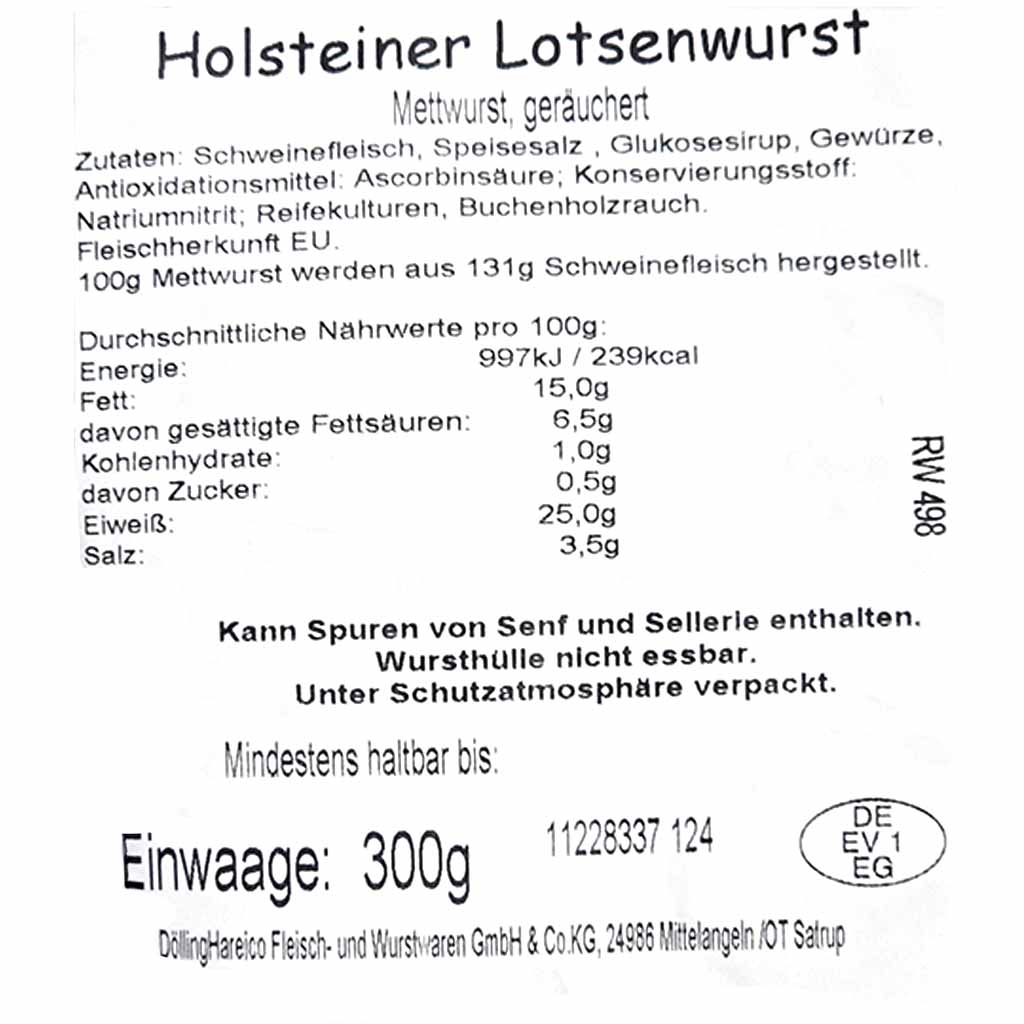 Holsteiner Lotsenwurst
Mettwurst, geräuchert
Zutaten: Schweinefleisch, Speisesalz , Glukosesirup, Gewürze,
Antioxidationsmittel: Ascorbinsäure; Konservierungsstoff:
Natriumnitrit; Reifekulturen, Buchenholzrauch.
Fleischherkunft EU.
100g Mettwurst werden aus 131g Schweinefleisch hergestellt.
Durchschnittliche Nährwerte pro 100g:
Energie: 997kJ / 239kcal
Fett: 15,0g
davon gesättigte Fettsäuren: 6,5g
Kohlenhydrate: 1,0g
davon Zucker: 0,5g
Eiweiß: 25,0g
Salz: 3,5g
RW 498
Kann Spuren von Senf und Sellerie enthalten.
Wursthülle nicht essbar.
Unter Schutzatmosphäre verpackt.
Mindestens haltbar bis:
Einwaage: 300g
11228337 124
DE
EV 1
EG
DöllingHareico Fleisch- und Wurstwaren GmbH & Co.KG, 24986 Mittelangeln /OT Satrup